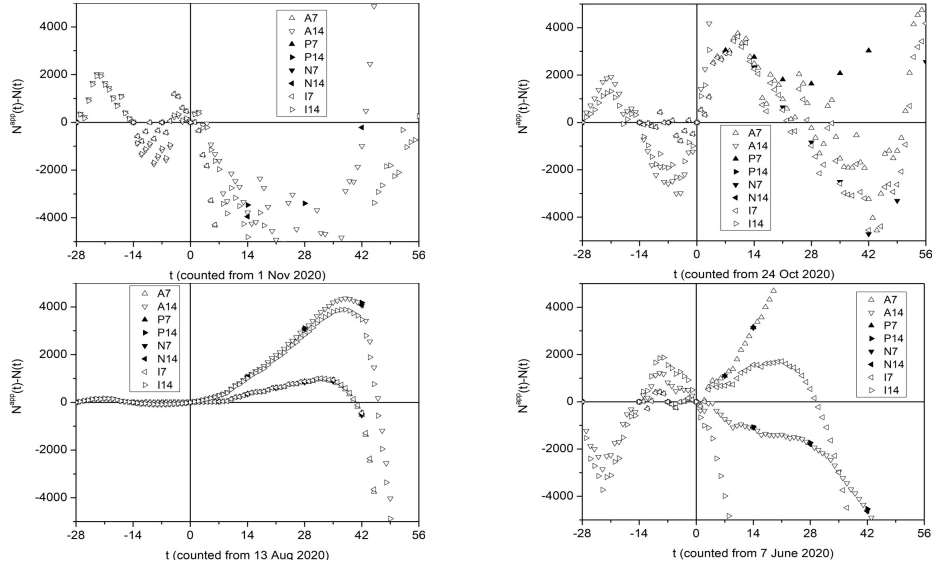 4000
2000
0
-2000
-4000
N^app(t)-N(t)
A7
A14
P7
P14
N7
N14
I7
I14
-28 -14 0 14 28 42 56
t (counted from 1 Nov 2020)
4000
2000
0
-2000
-4000
N^app(t)-N(t)
A7
A14
P7
P14
N7
N14
I7
I14
-28 -14 0 14 28 42 56
t (counted from 24 Oct 2020)
4000
2000
0
-2000
-4000
N^app(t)-N(t)
A7
A14
P7
P14
N7
N14
I7
I14
-28 -14 0 14 28 42 56
t (counted from 13 Aug 2020)
4000
2000
0
-2000
-4000
N^app(t)-N(t)
A7
A14
P7
P14
N7
N14
I7
I14
-28 -14 0 14 28 42 56
t (counted from 7 June 2020)